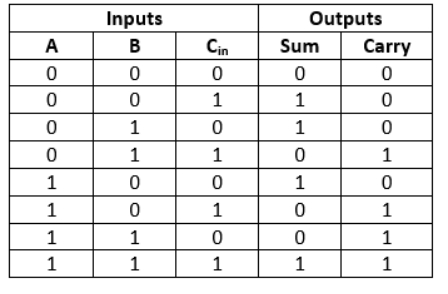 Inputs Outputs
A B Cin Sum Carry
0 0 0 0 0
0 0 1 1 0
0 1 0 1 0
0 1 1 0 1
1 0 0 1 0
1 0 1 0 1
1 1 0 0 1
1 1 1 1 1